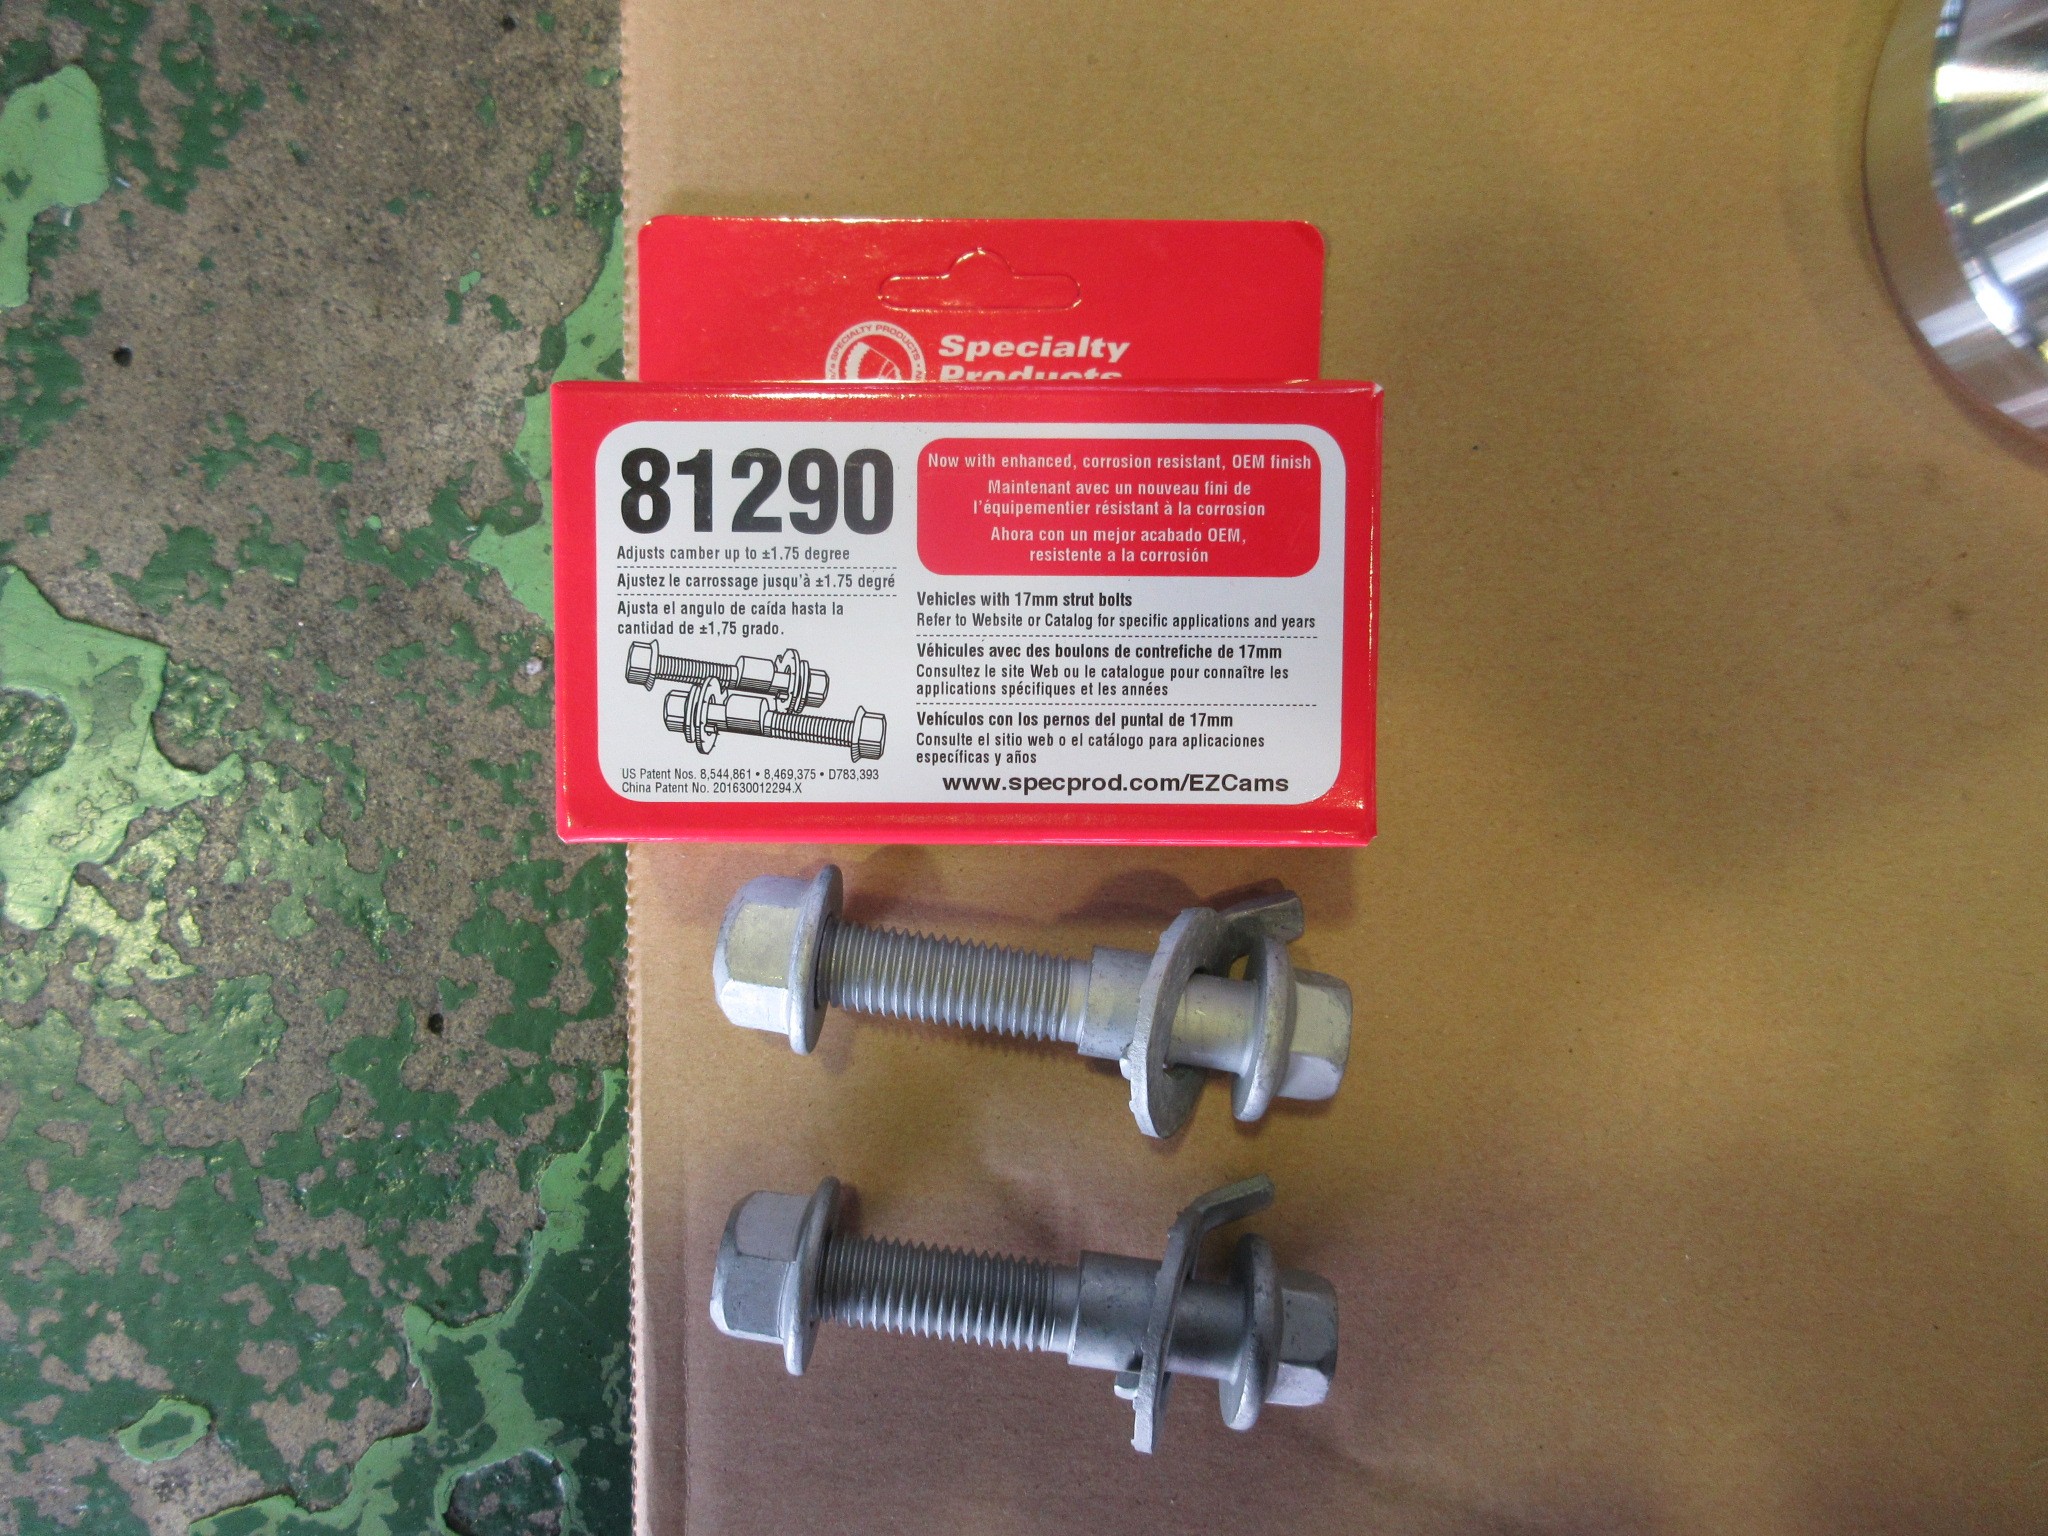 SPECIALTY PRODUCTS
Specialty
Products
81290
Adjusts camber up to ±1.75 degree
Ajustez le carrossage jusqu'à ±1.75 degré
Ajusta el angulo de caída hasta la
cantidad de ±1,75 grado.
US Patent Nos. 8,544,861 • 8,469,375 • D783,393
China Patent No. 201630012294.X
Now with enhanced, corrosion resistant, OEM finish
Maintenant avec un nouveau fini de
l'équipementier résistant à la corrosion
Ahora con un mejor acabado OEM,
resistente a la corrosión
Vehicles with 17mm strut bolts
Refer to Website or Catalog for specific applications and years
Véhicules avec des boulons de contrefiche de 17mm
Consultez le site Web ou le catalogue pour connaître les
applications spécifiques et les années
Vehículos con los pernos del puntal de 17mm
Consulte el sitio web o el catálogo para aplicaciones
específicas y años
www.specprod.com/EZCams